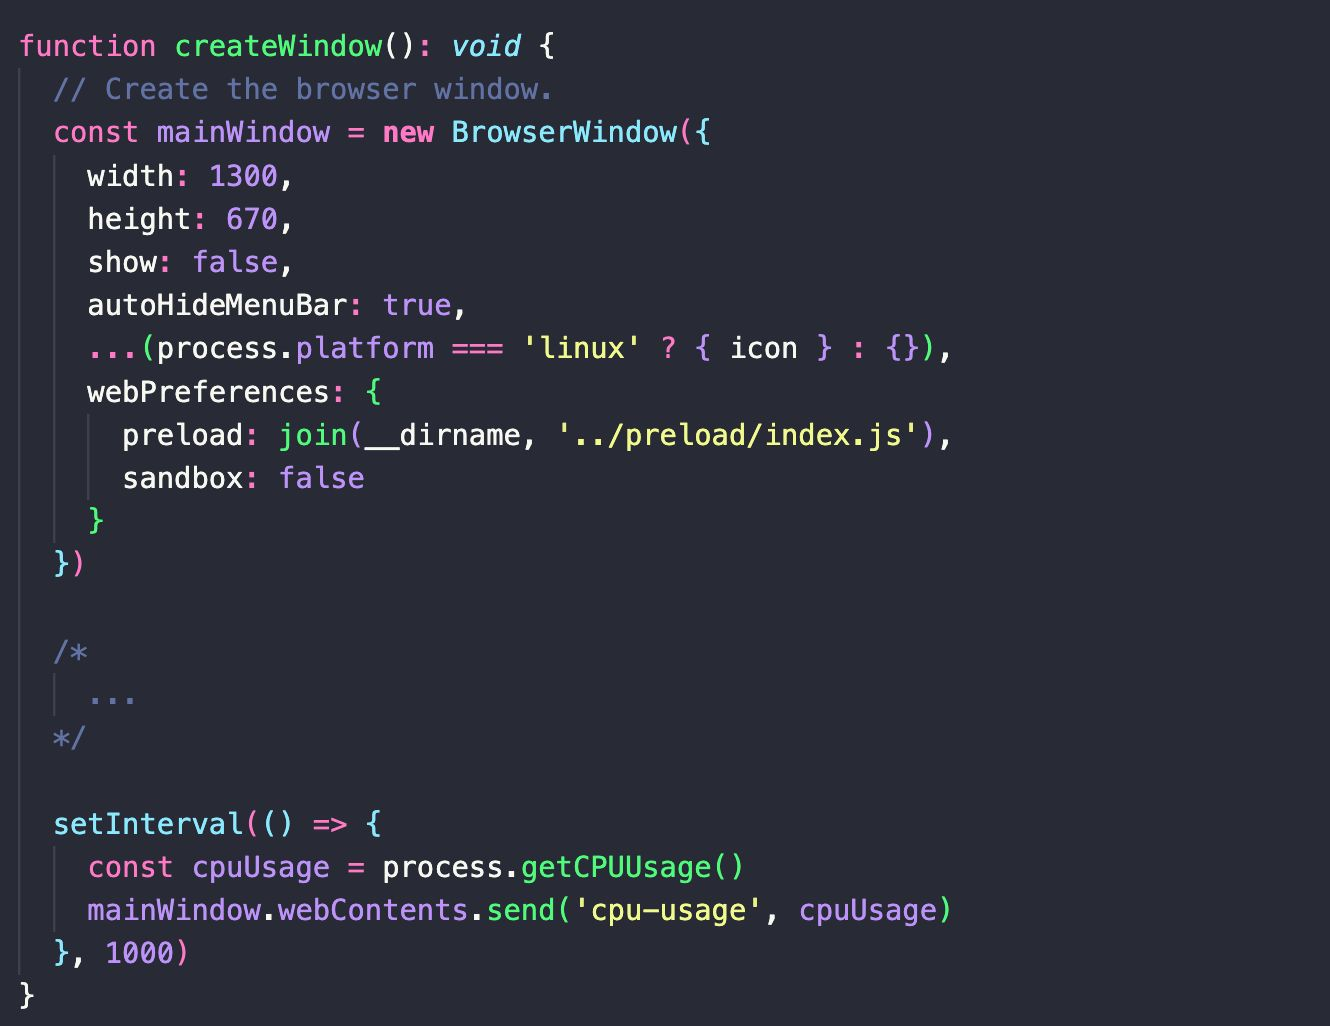 function createWindow(): void {
  // Create the browser window.
  const mainWindow = new BrowserWindow({
    width: 1300,
    height: 670,
    show: false,
    autoHideMenuBar: true,
    ...(process.platform === 'linux' ? { icon } : {}),
    webPreferences: {
      preload: join(__dirname, '../preload/index.js'),
      sandbox: false
    }
  })

  /*
    ...
  */

  setInterval(() => {
    const cpuUsage = process.getCPUUsage()
    mainWindow.webContents.send('cpu-usage', cpuUsage)
  }, 1000)
}